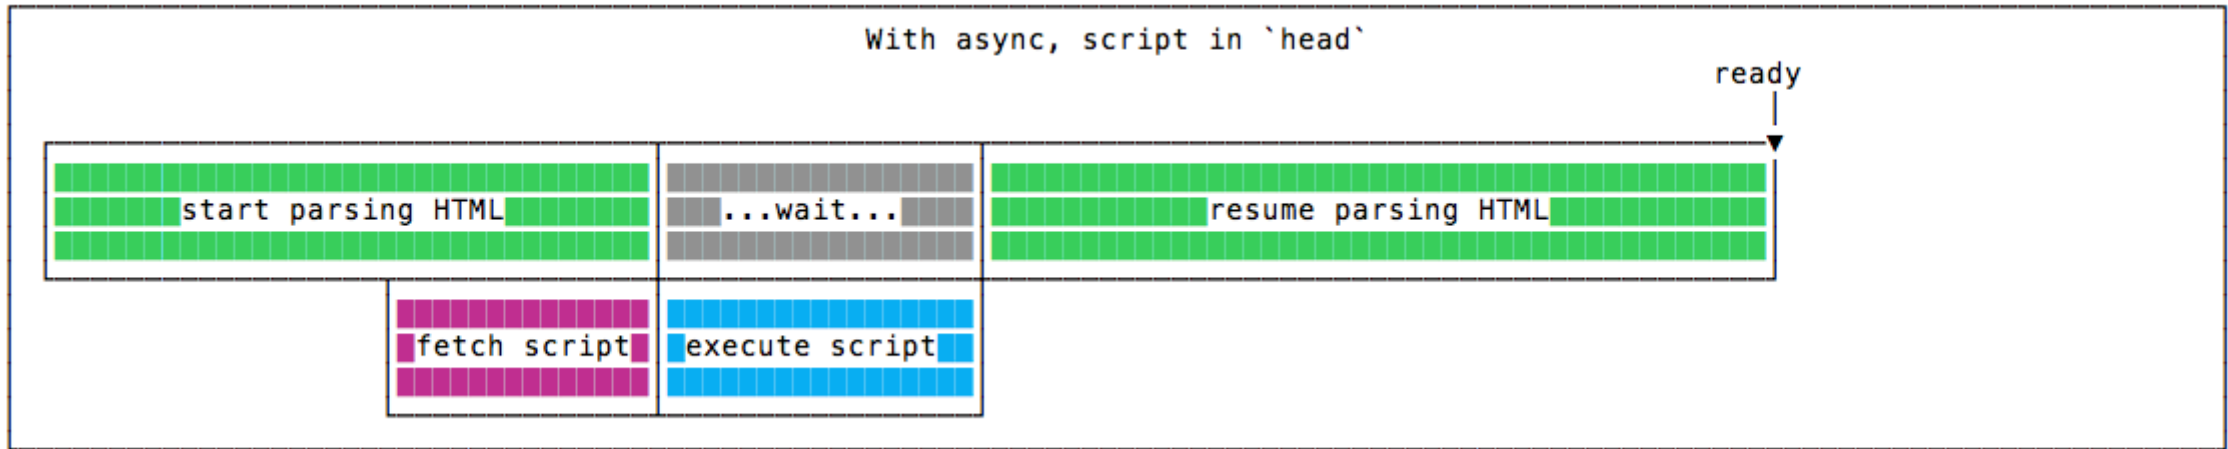 With async, script in `head`
ready
start parsing HTML ...wait... resume parsing HTML
fetch script execute script